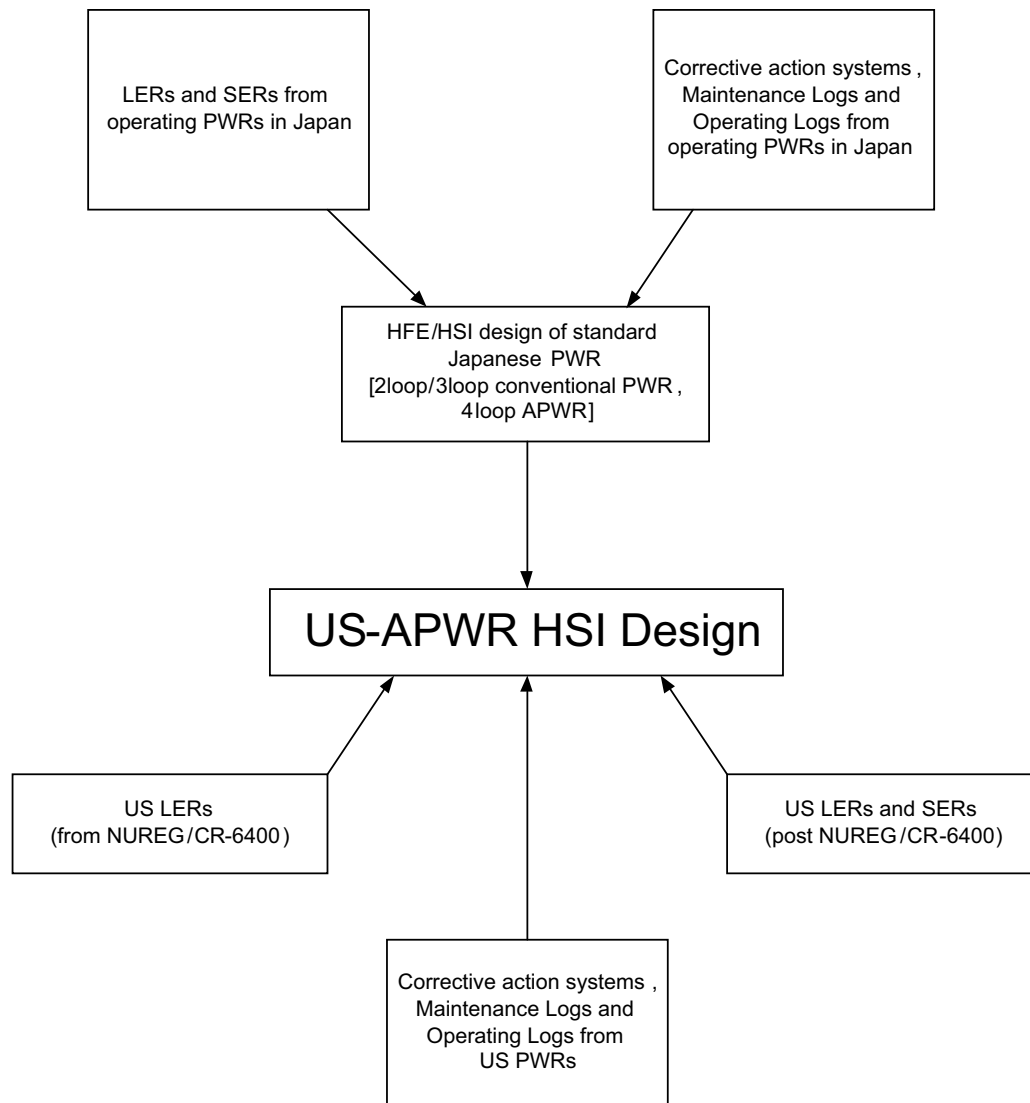 LERs and SERs from
operating PWRs in Japan
Corrective action systems ,
Maintenance Logs and
Operating Logs from
operating PWRs in Japan
HFE/HSI design of standard
Japanese PWR
[2loop/3loop conventional PWR ,
4loop APWR]
US-APWR HSI Design
US LERs
(from NUREG/CR-6400)
US LERs and SERs
(post NUREG/CR-6400)
Corrective action systems ,
Maintenance Logs and
Operating Logs from
US PWRs